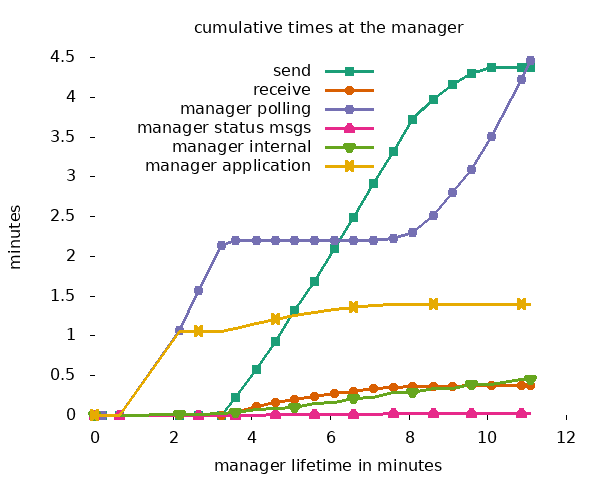 cumulative times at the manager
4.5
4
3.5
3
2.5
2
1.5
1
0.5
0
minutes
send
receive
manager polling
manager status msgs
manager internal
manager application
0 2 4 6 8 10 12
manager lifetime in minutes